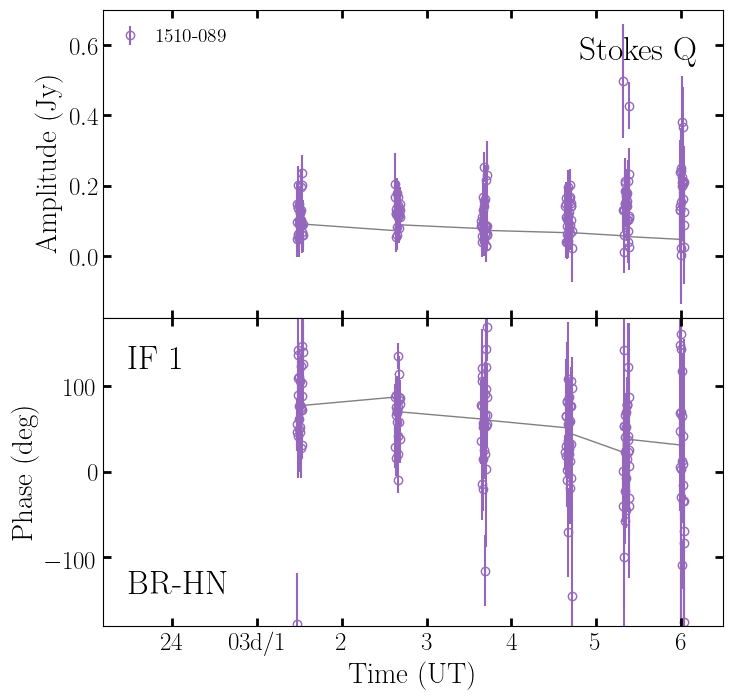 1510-089
Stokes Q
0.6
0.4
0.2
0.0
Amplitude (Jy)
IF 1
100
0
−100
Phase (deg)
BR-HN
24 03d/1 2 3 4 5 6
Time (UT)